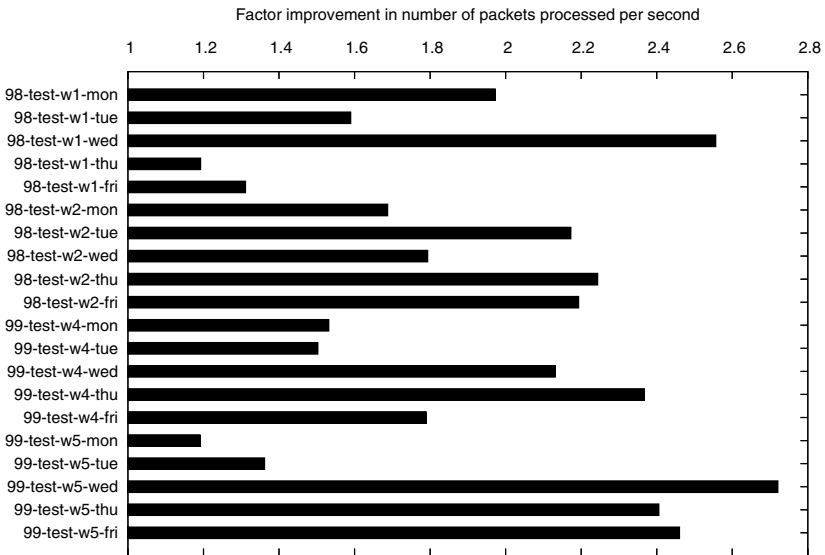 Factor improvement in number of packets processed per second
1 1.2 1.4 1.6 1.8 2 2.2 2.4 2.6 2.8
98-test-w1-mon
98-test-w1-tue
98-test-w1-wed
98-test-w1-thu
98-test-w1-fri
98-test-w2-mon
98-test-w2-tue
98-test-w2-wed
98-test-w2-thu
98-test-w2-fri
99-test-w4-mon
99-test-w4-tue
99-test-w4-wed
99-test-w4-thu
99-test-w4-fri
99-test-w5-mon
99-test-w5-tue
99-test-w5-wed
99-test-w5-thu
99-test-w5-fri